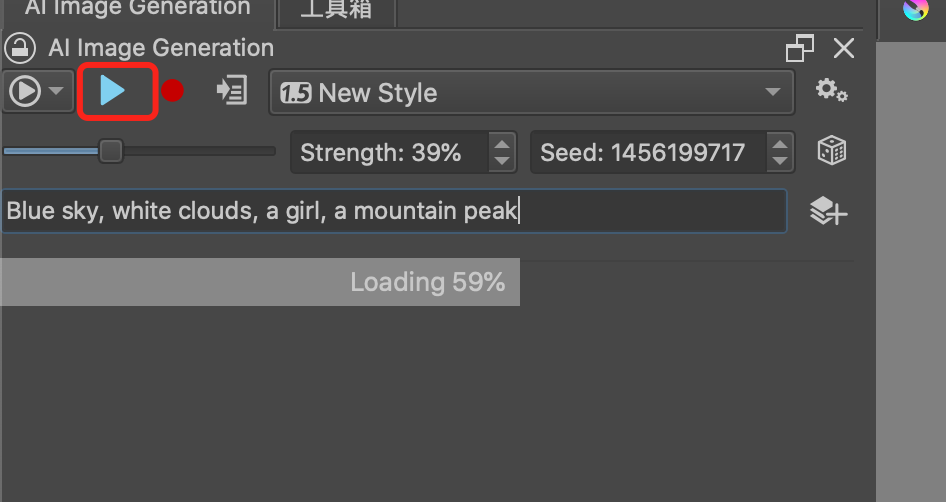 AI Image Generation 工具箱
AI Image Generation
1.5 New Style
Strength: 39% Seed: 1456199717
Blue sky, white clouds, a girl, a mountain peak
Loading 59%